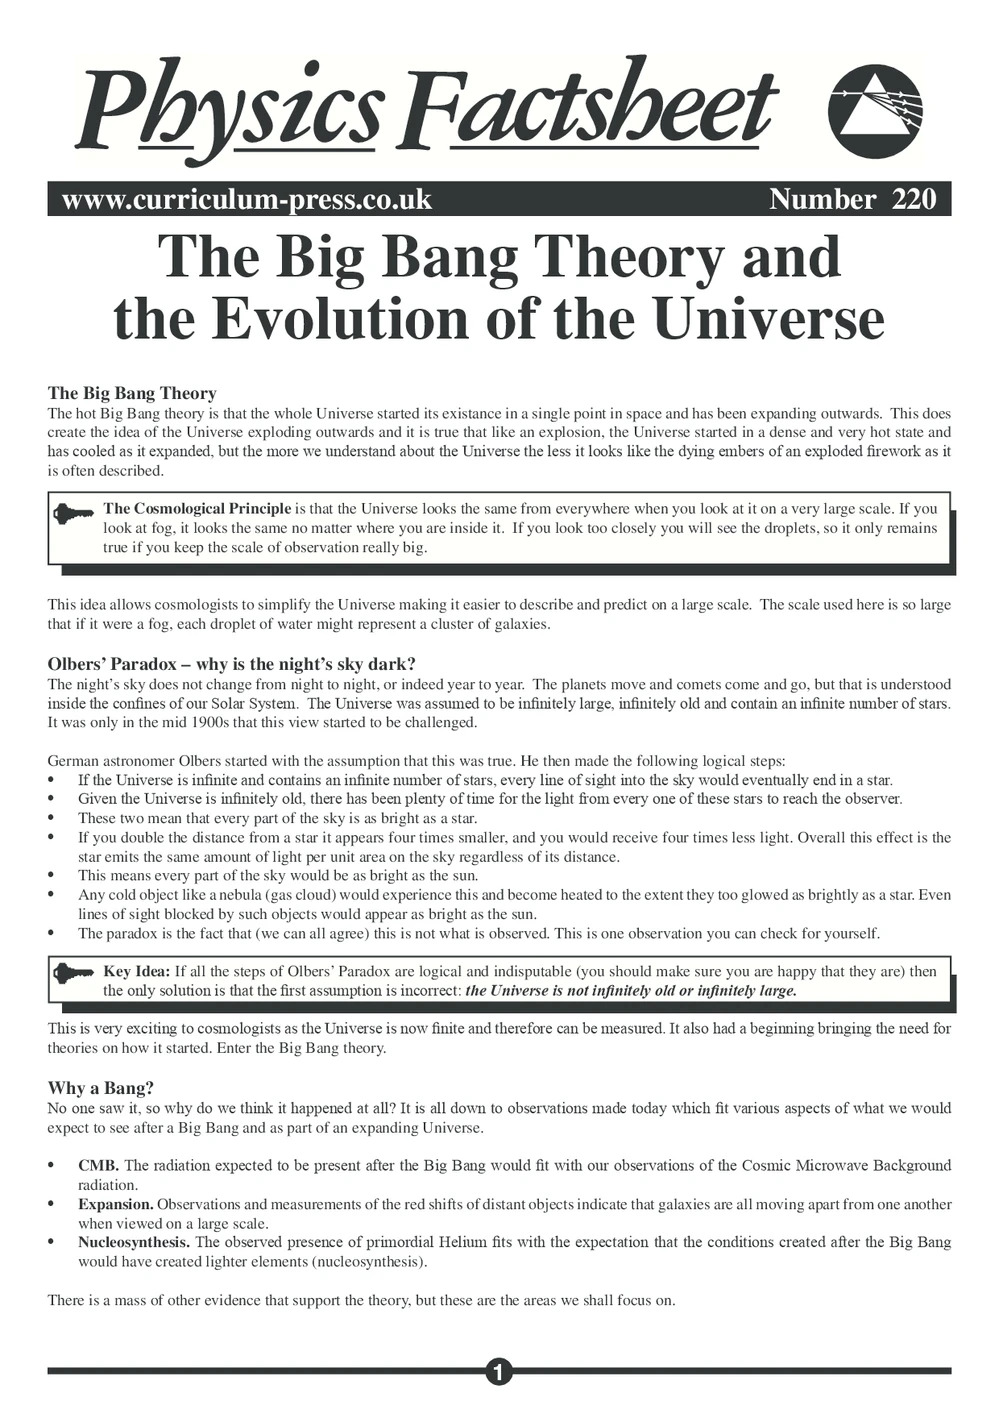 Physics Factsheet
www.curriculum-press.co.uk Number 220
The Big Bang Theory and
the Evolution of the Universe
The Big Bang Theory
The hot Big Bang theory is that the whole Universe started its existance in a single point in space and has been expanding outwards. This does
create the idea of the Universe exploding outwards and it is true that like an explosion, the Universe started in a dense and very hot state and
has cooled as it expanded, but the more we understand about the Universe the less it looks like the dying embers of an exploded firework as it
is often described.
The Cosmological Principle is that the Universe looks the same from everywhere when you look at it on a very large scale. If you
look at fog, it looks the same no matter where you are inside it. If you look too closely you will see the droplets, so it only remains
true if you keep the scale of observation really big.
This idea allows cosmologists to simplify the Universe making it easier to describe and predict on a large scale. The scale used here is so large
that if it were a fog, each droplet of water might represent a cluster of galaxies.
Olbers' Paradox – why is the night's sky dark?
The night's sky does not change from night to night, or indeed year to year. The planets move and comets come and go, but that is understood
inside the confines of our Solar System. The Universe was assumed to be infinitely large, infinitely old and contain an infinite number of stars.
It was only in the mid 1900s that this view started to be challenged.
German astronomer Olbers started with the assumption that this was true. He then made the following logical steps:
• If the Universe is infinite and contains an infinite number of stars, every line of sight into the sky would eventually end in a star.
• Given the Universe is infinitely old, there has been plenty of time for the light from every one of these stars to reach the observer.
• These two mean that every part of the sky is as bright as a star.
• If you double the distance from a star it appears four times smaller, and you would receive four times less light. Overall this effect is the
star emits the same amount of light per unit area on the sky regardless of its distance.
• This means every part of the sky would be as bright as the sun.
• Any cold object like a nebula (gas cloud) would experience this and become heated to the extent they too glowed as brightly as a star. Even
lines of sight blocked by such objects would appear as bright as the sun.
• The paradox is the fact that (we can all agree) this is not what is observed. This is one observation you can check for yourself.
Key Idea: If all the steps of Olbers' Paradox are logical and indisputable (you should make sure you are happy that they are) then
the only solution is that the first assumption is incorrect: the Universe is not infinitely old or infinitely large.
This is very exciting to cosmologists as the Universe is now finite and therefore can be measured. It also had a beginning bringing the need for
theories on how it started. Enter the Big Bang theory.
Why a Bang?
No one saw it, so why do we think it happened at all? It is all down to observations made today which fit various aspects of what we would
expect to see after a Big Bang and as part of an expanding Universe.
• CMB. The radiation expected to be present after the Big Bang would fit with our observations of the Cosmic Microwave Background
radiation.
• Expansion. Observations and measurements of the red shifts of distant objects indicate that galaxies are all moving apart from one another
when viewed on a large scale.
• Nucleosynthesis. The observed presence of primordial Helium fits with the expectation that the conditions created after the Big Bang
would have created lighter elements (nucleosynthesis).
There is a mass of other evidence that support the theory, but these are the areas we shall focus on.
1